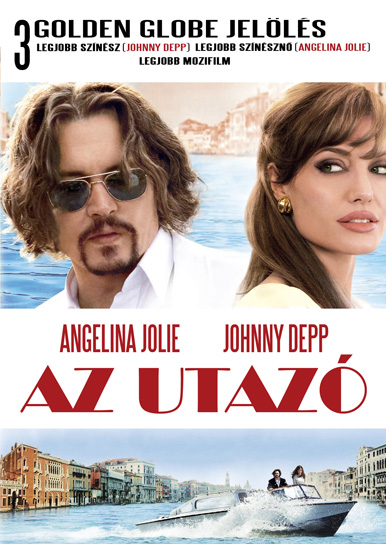 3 GOLDEN GLOBE JELÖLÉS
LEGJOBB SZÍNÉSZ (JOHNNY DEPP) LEGJOBB SZÍNÉSZNŐ (ANGELINA JOLIE)
LEGJOBB MOZIFILM
ANGELINA JOLIE JOHNNY DEPP
AZ UTAZÓ